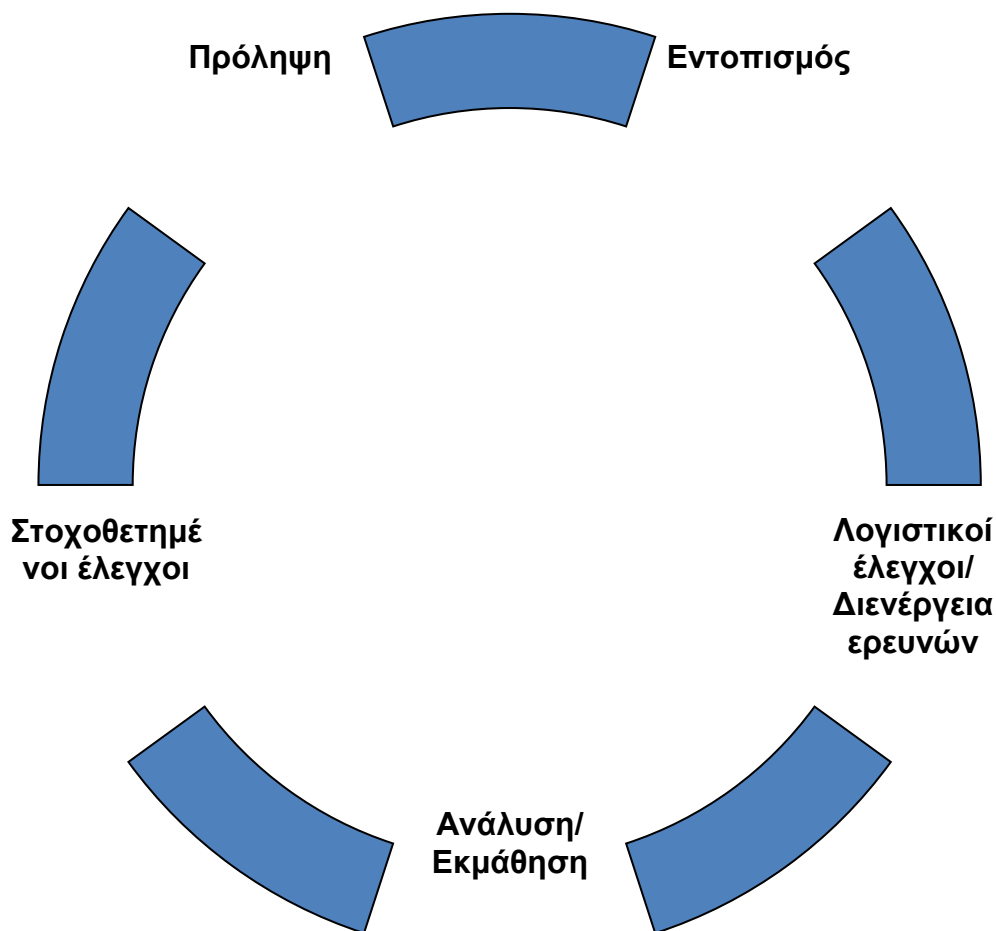 Πρόληψη
Εντοπισμός
Στοχοθετημέ
νοι έλεγχοι
Λογιστικοί
έλεγχοι/
Διενέργεια
ερευνών
Ανάλυση/
Εκμάθηση